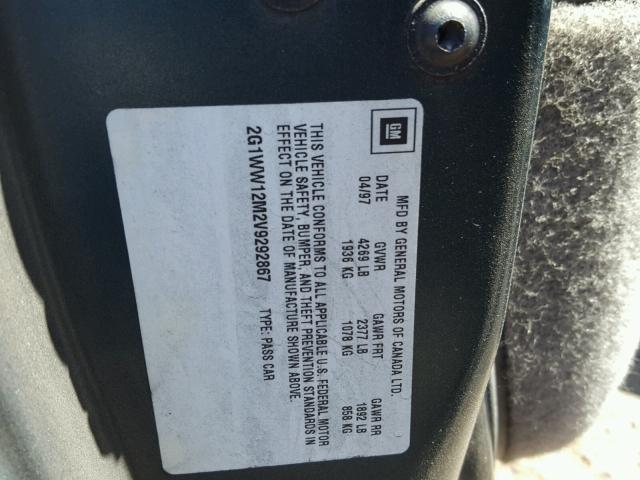 GM
MFD BY GENERAL MOTORS OF CANADA LTD.
DATE GVWR GAWR FRT GAWR RR
04/97 4269 LB 2377 LB 1892 LB
1936 KG 1078 KG 858 KG
THIS VEHICLE CONFORMS TO ALL APPLICABLE U.S. FEDERAL MOTOR
VEHICLE SAFETY, BUMPER, AND THEFT PREVENTION STANDARDS IN
EFFECT ON THE DATE OF MANUFACTURE SHOWN ABOVE.
2G1WW12M2V9292867 TYPE: PASS CAR